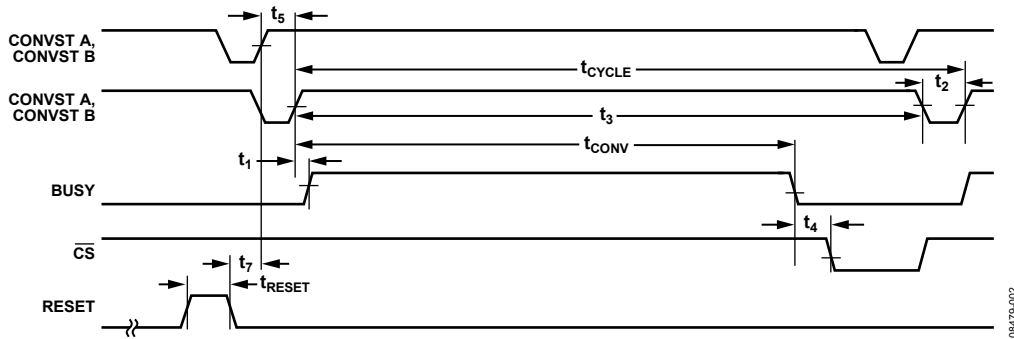 t5
CONVST A,
CONVST B
tCYCLE
t2
CONVST A,
CONVST B
t3
tCONV
t1
BUSY
t4
CS
t7
tRESET
RESET
08479-002